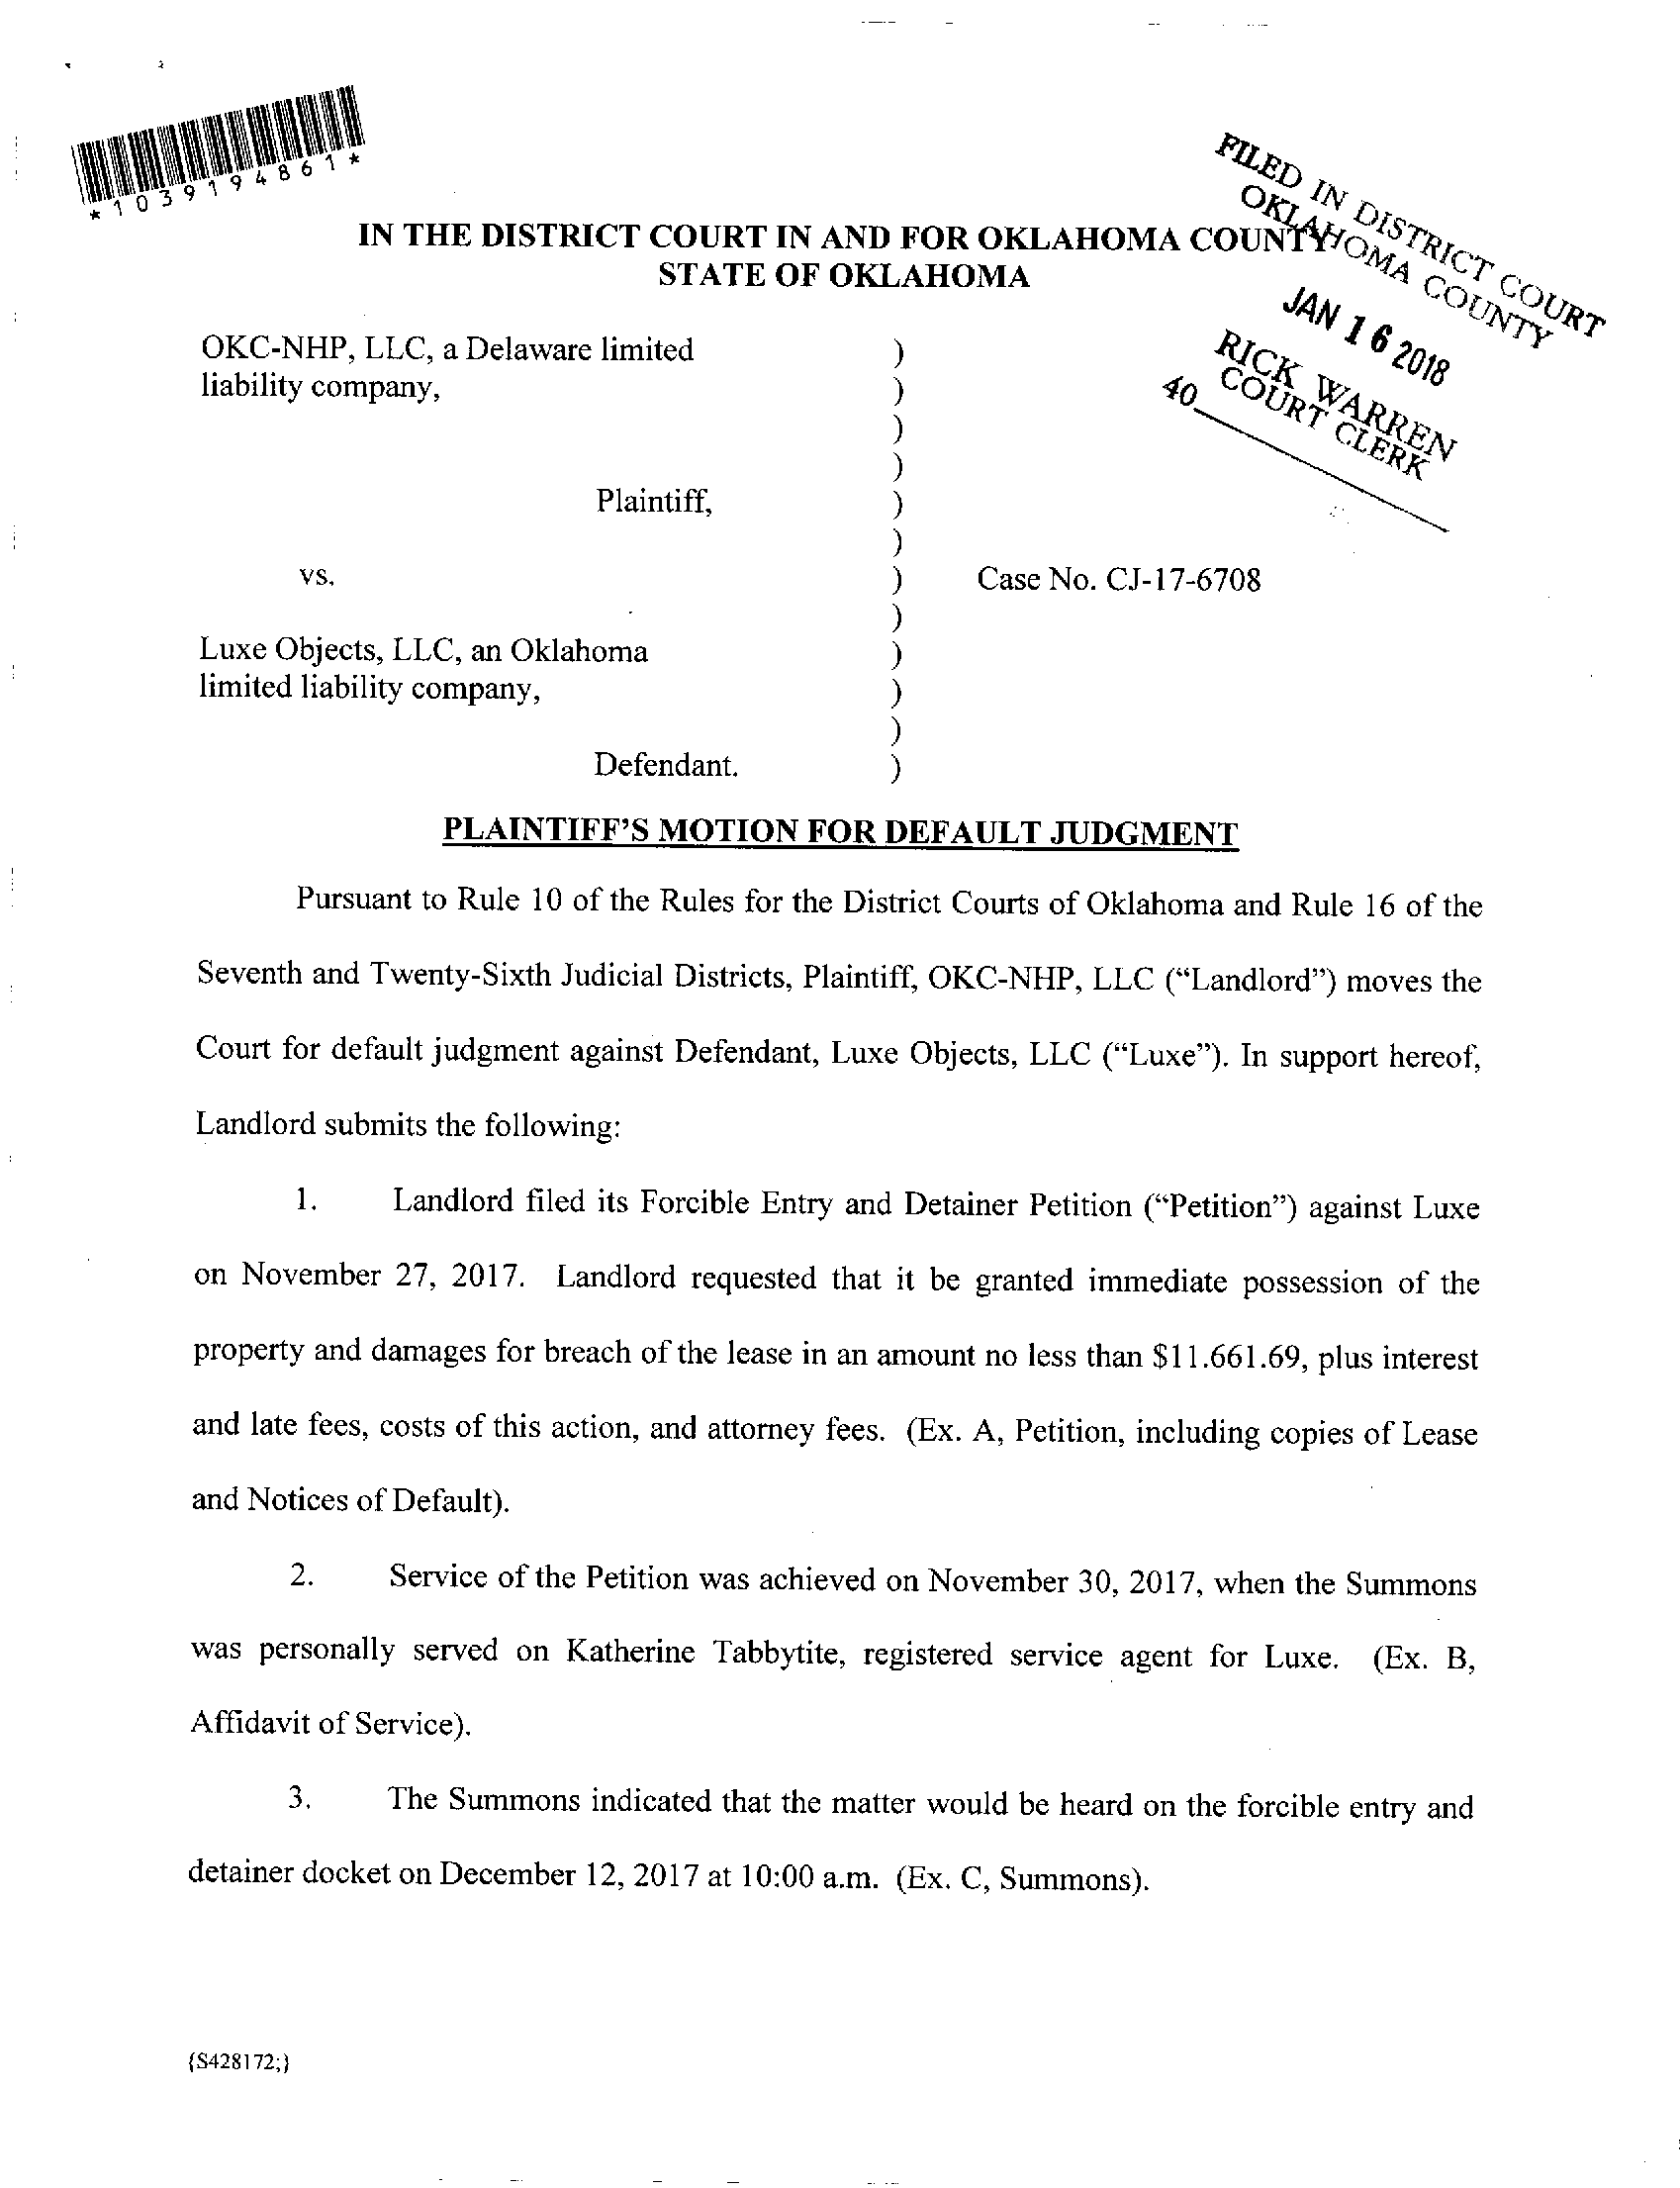 *1039194861*
FILED IN DISTRICT COURT
OKLAHOMA COUNTY
JAN 16 2018
RICK WARREN
COURT CLERK
40
IN THE DISTRICT COURT IN AND FOR OKLAHOMA COUNTY
STATE OF OKLAHOMA
OKC-NHP, LLC, a Delaware limited )
liability company, )
)
)
Plaintiff, )
)
vs. ) Case No. CJ-17-6708
)
Luxe Objects, LLC, an Oklahoma )
limited liability company, )
)
Defendant. )
PLAINTIFF'S MOTION FOR DEFAULT JUDGMENT
Pursuant to Rule 10 of the Rules for the District Courts of Oklahoma and Rule 16 of the
Seventh and Twenty-Sixth Judicial Districts, Plaintiff, OKC-NHP, LLC (“Landlord”) moves the
Court for default judgment against Defendant, Luxe Objects, LLC (“Luxe”). In support hereof,
Landlord submits the following:
1. Landlord filed its Forcible Entry and Detainer Petition (“Petition”) against Luxe
on November 27, 2017. Landlord requested that it be granted immediate possession of the
property and damages for breach of the lease in an amount no less than $11.661.69, plus interest
and late fees, costs of this action, and attorney fees. (Ex. A, Petition, including copies of Lease
and Notices of Default).
2. Service of the Petition was achieved on November 30, 2017, when the Summons
was personally served on Katherine Tabbytite, registered service agent for Luxe. (Ex. B,
Affidavit of Service).
3. The Summons indicated that the matter would be heard on the forcible entry and
detainer docket on December 12, 2017 at 10:00 a.m. (Ex. C, Summons).
{S428172;}